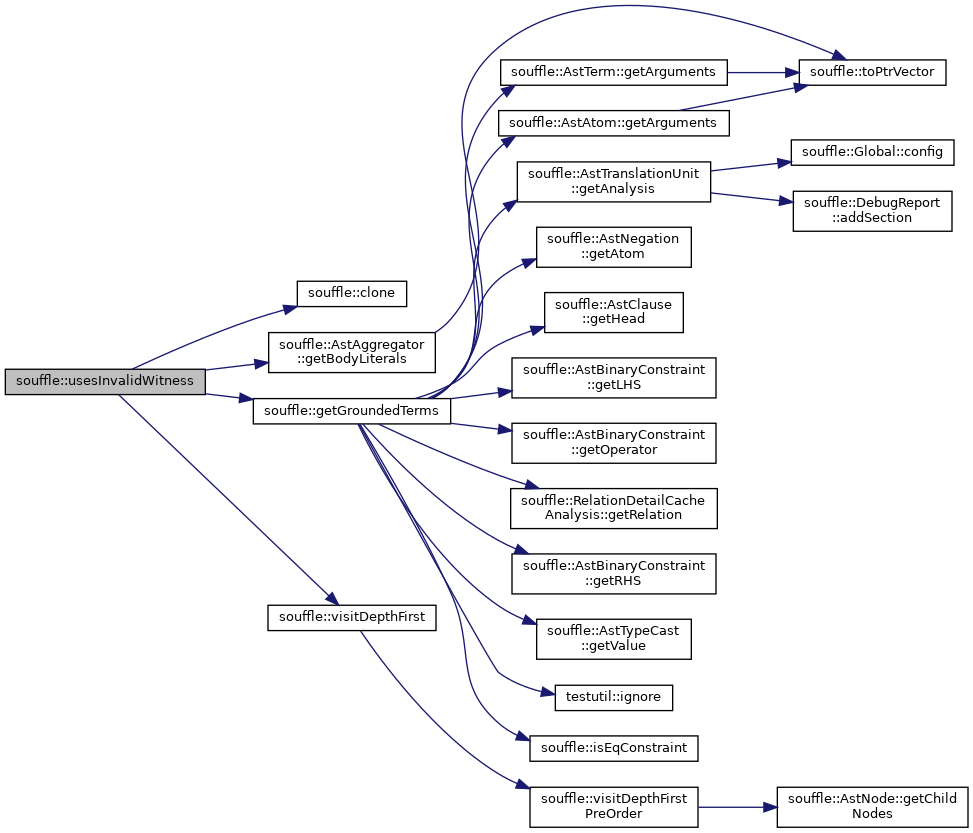 souffle::usesInvalidWitness
souffle::clone
souffle::AstAggregator
::getBodyLiterals
souffle::getGroundedTerms
souffle::visitDepthFirst
souffle::AstTerm::getArguments
souffle::AstAtom::getArguments
souffle::AstTranslationUnit
::getAnalysis
souffle::AstNegation
::getAtom
souffle::AstClause
::getHead
souffle::AstBinaryConstraint
::getLHS
souffle::AstBinaryConstraint
::getOperator
souffle::RelationDetailCache
Analysis::getRelation
souffle::AstBinaryConstraint
::getRHS
souffle::AstTypeCast
::getValue
testutil::ignore
souffle::isEqConstraint
souffle::visitDepthFirst
PreOrder
souffle::toPtrVector
souffle::Global::config
souffle::DebugReport
::addSection
souffle::AstNode::getChild
Nodes